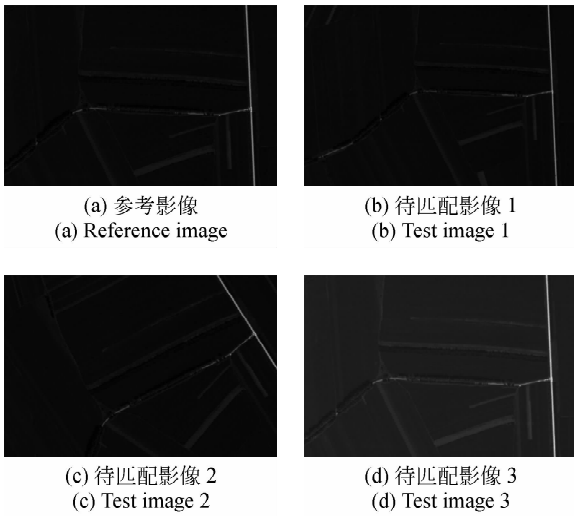 (a) 参考影像
(a) Reference image
(b) 待匹配影像 1
(b) Test image 1
(c) 待匹配影像 2
(c) Test image 2
(d) 待匹配影像 3
(d) Test image 3